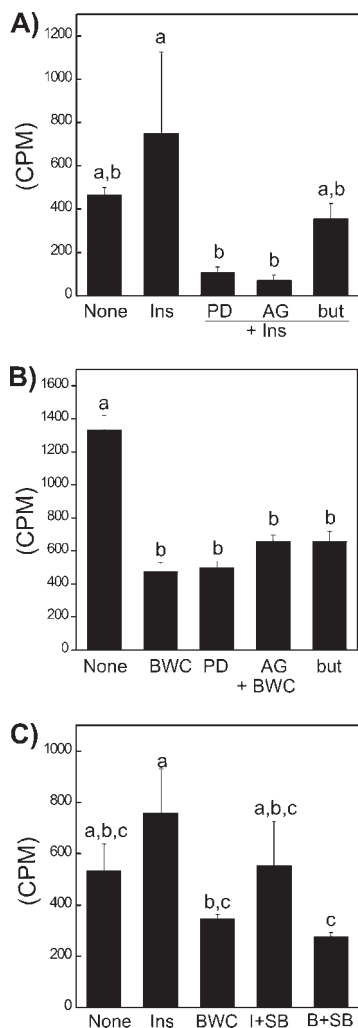 A)
1200
1000
800
600
400
200
0
(CPM)
a,b
a
b
b
a,b
None Ins PD AG but
+ Ins
B)
1600
1400
1200
1000
800
600
400
200
0
(CPM)
a
b
b
b
b
None BWC PD AG but
+ BWC
C)
1000
800
600
400
200
0
(CPM)
a,b,c
a
b,c
a,b,c
c
None Ins BWC I+SB B+SB